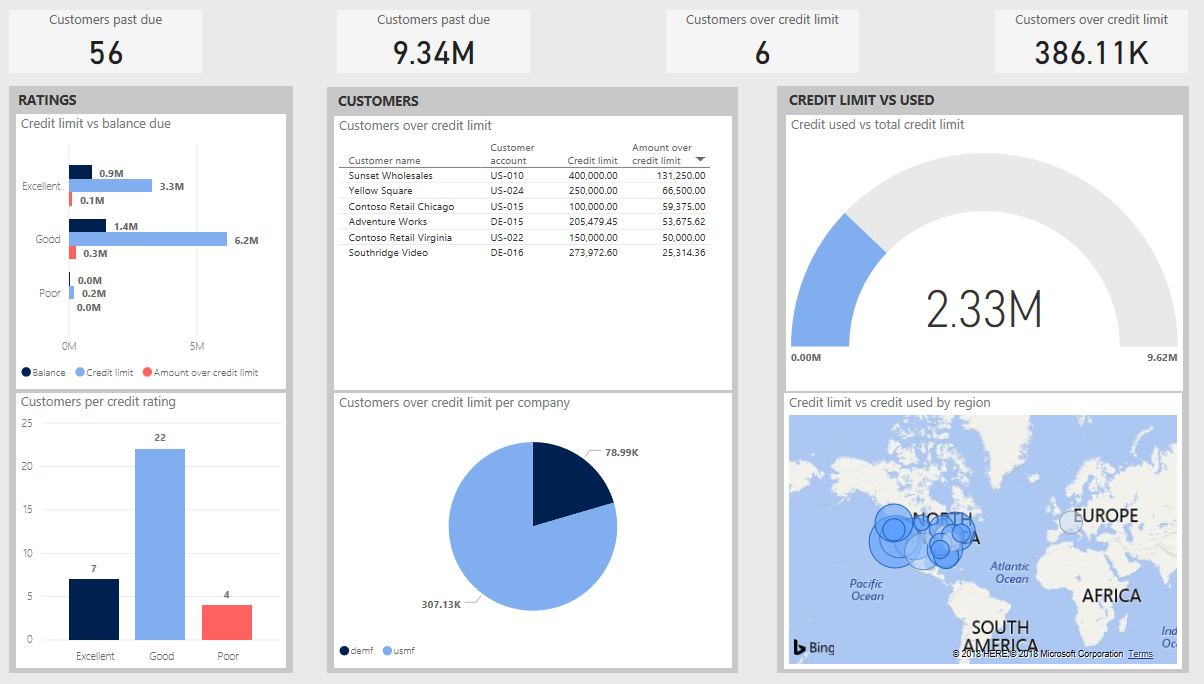 Customers past due
56
Customers past due
9.34M
Customers over credit limit
6
Customers over credit limit
386.11K
RATINGS
Credit limit vs balance due
0.9M
Excellent
3.3M
0.1M
1.4M
Good
6.2M
0.3M
0.0M
Poor
0.2M
0.0M
0M 5M
Balance Credit limit Amount over credit limit
Customers per credit rating
25
20
15
10
5
0
7
22
4
Excellent Good Poor
CUSTOMERS
Customers over credit limit
Customer name Customer account Credit limit Amount over credit limit
Sunset Wholesales US-010 400,000.00 131,250.00
Yellow Square US-024 250,000.00 66,500.00
Contoso Retail Chicago US-015 100,000.00 59,375.00
Adventure Works DE-015 205,479.45 53,675.62
Contoso Retail Virginia US-022 150,000.00 50,000.00
Southridge Video DE-016 273,972.60 25,314.36
Customers over credit limit per company
78.99K
307.13K
demf usmf
CREDIT LIMIT VS USED
Credit used vs total credit limit
2.33M
0.00M 9.62M
Credit limit vs credit used by region
NORTH
A
EUROPE
Pacific
Ocean
Atlantic
Ocean
AFRICA
SOUTH
AMERICA
Ind
Oc
Bing
© 2018 HERE,© 2018 Microsoft Corporation Terms